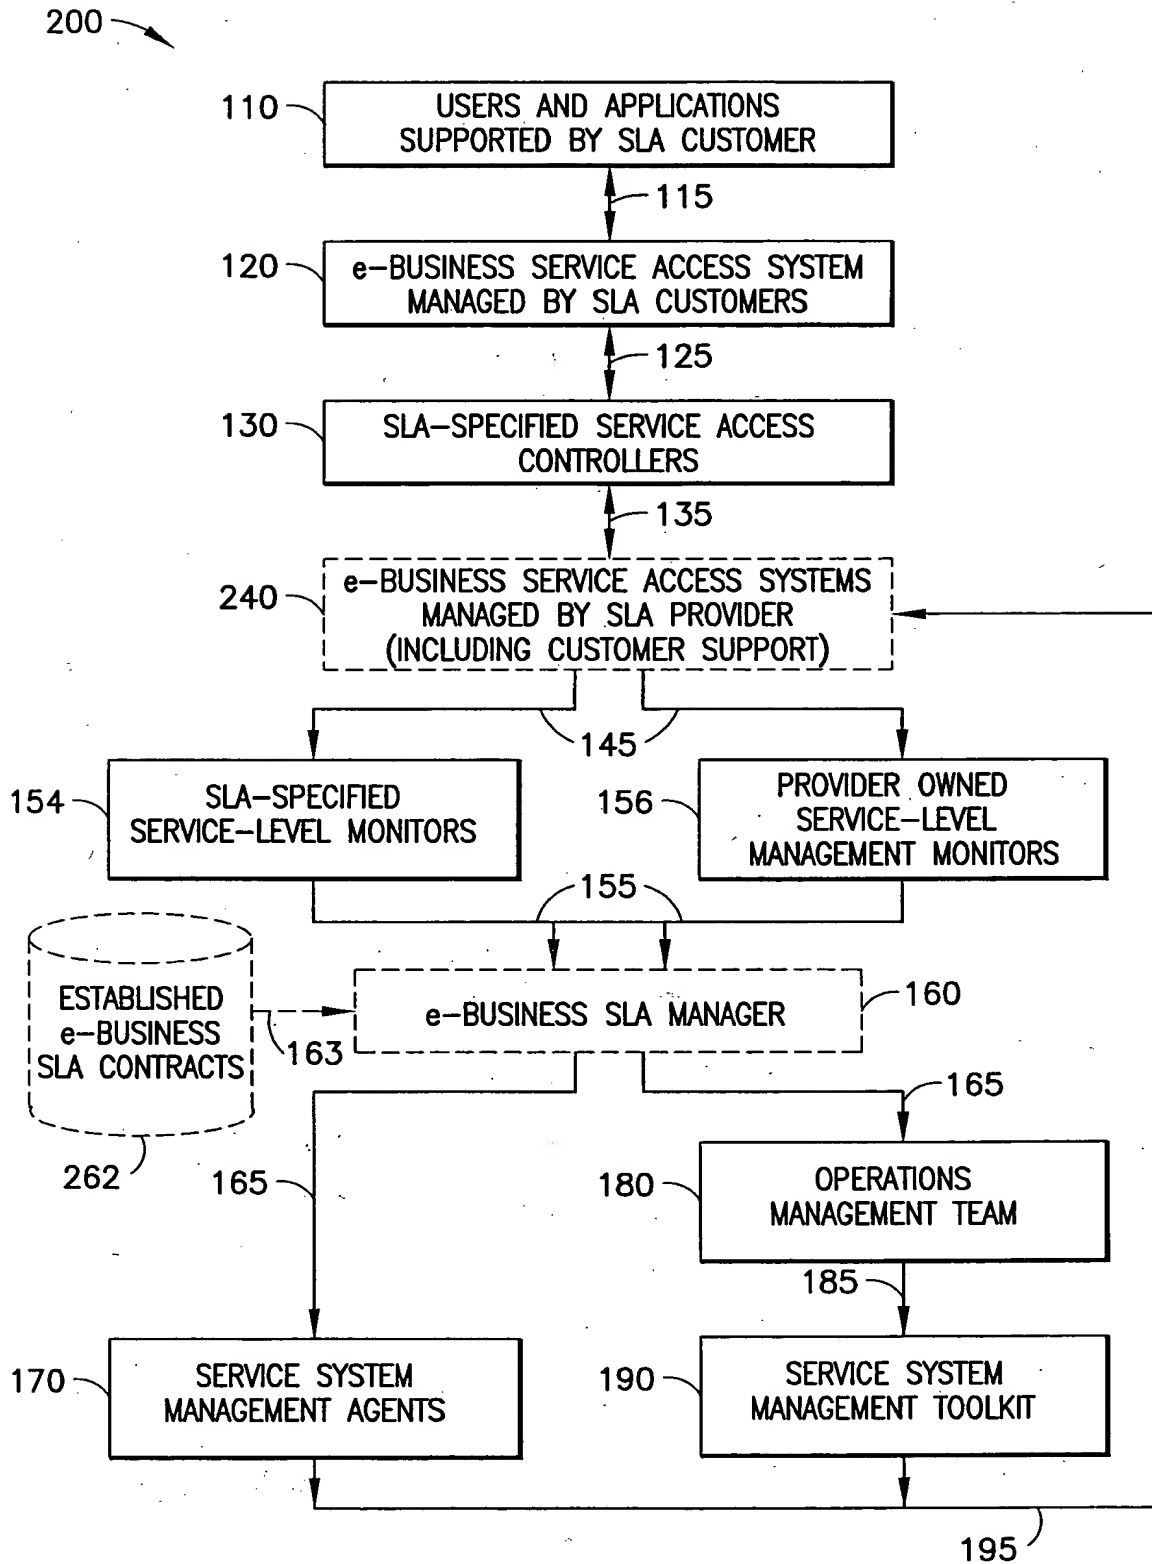 200
110
USERS AND APPLICATIONS
SUPPORTED BY SLA CUSTOMER
115
120
e-BUSINESS SERVICE ACCESS SYSTEM
MANAGED BY SLA CUSTOMERS
125
130
SLA-SPECIFIED SERVICE ACCESS
CONTROLLERS
135
240
e-BUSINESS SERVICE ACCESS SYSTEMS
MANAGED BY SLA PROVIDER
(INCLUDING CUSTOMER SUPPORT)
145
154
SLA-SPECIFIED
SERVICE-LEVEL MONITORS
156
PROVIDER OWNED
SERVICE-LEVEL
MANAGEMENT MONITORS
155
ESTABLISHED
e-BUSINESS
SLA CONTRACTS
163
262
e-BUSINESS SLA MANAGER
160
165
165
180
OPERATIONS
MANAGEMENT TEAM
185
170
SERVICE SYSTEM
MANAGEMENT AGENTS
190
SERVICE SYSTEM
MANAGEMENT TOOLKIT
195